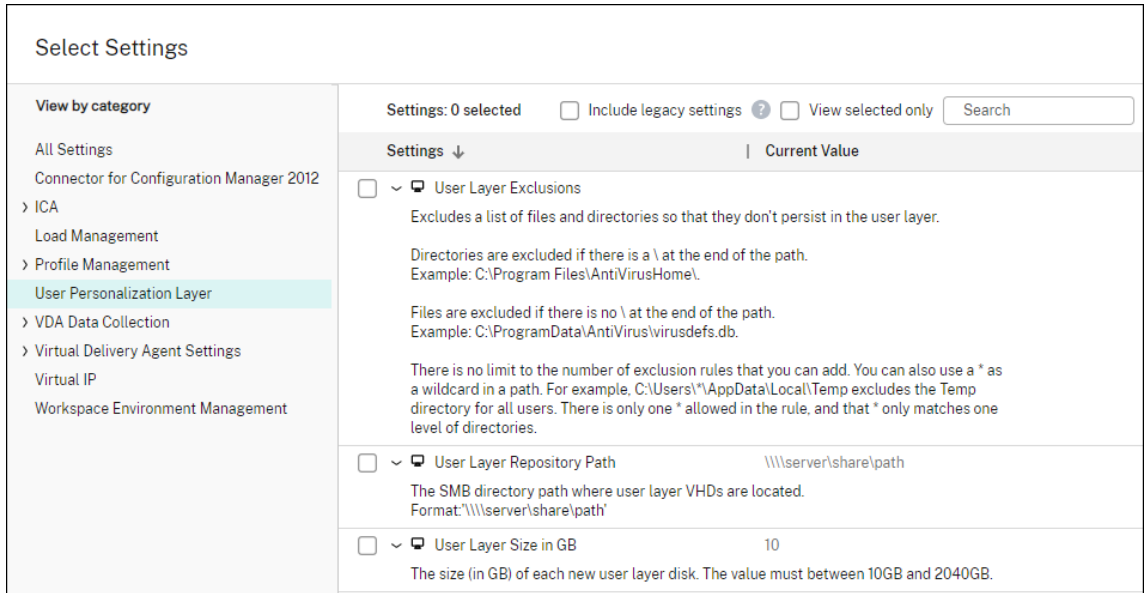 Select Settings
View by category
Settings: 0 selected
Include legacy settings
?
View selected only
Search
All Settings
Connector for Configuration Manager 2012
ICA
Load Management
Profile Management
User Personalization Layer
VDA Data Collection
Virtual Delivery Agent Settings
Virtual IP
Workspace Environment Management
Settings ↓ | Current Value
User Layer Exclusions
Excludes a list of files and directories so that they don't persist in the user layer.
Directories are excluded if there is a \ at the end of the path.
Example: C:\Program Files\AntiVirusHome\.
Files are excluded if there is no \ at the end of the path.
Example: C:\ProgramData\AntiVirus\virusdefs.db.
There is no limit to the number of exclusion rules that you can add. You can also use a * as
a wildcard in a path. For example, C:\Users\*\AppData\Local\Temp excludes the Temp
directory for all users. There is only one * allowed in the rule, and that * only matches one
level of directories.
User Layer Repository Path \\\\server\share\path
The SMB directory path where user layer VHDs are located.
Format:'\\\\server\share\path'
User Layer Size in GB 10
The size (in GB) of each new user layer disk. The value must between 10GB and 2040GB.